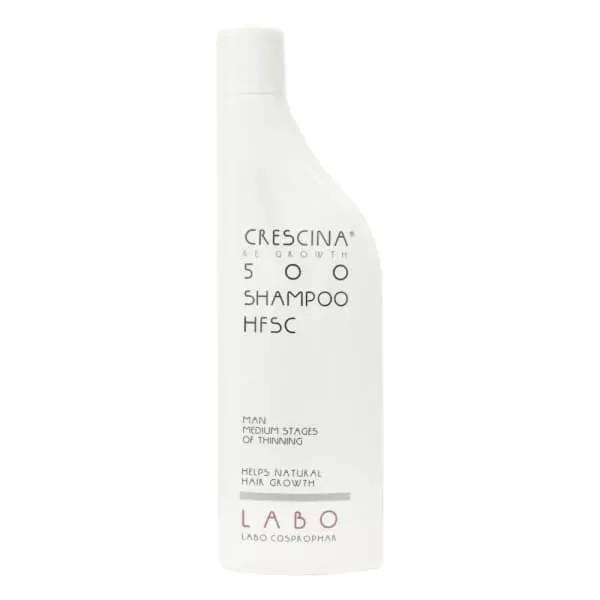 CRESCINA®
RE GROWTH
500
SHAMPOO
HFSC
MAN
MEDIUM STAGES
OF THINNING
HELPS NATURAL
HAIR GROWTH
LABO
LABO COSPROPHAR